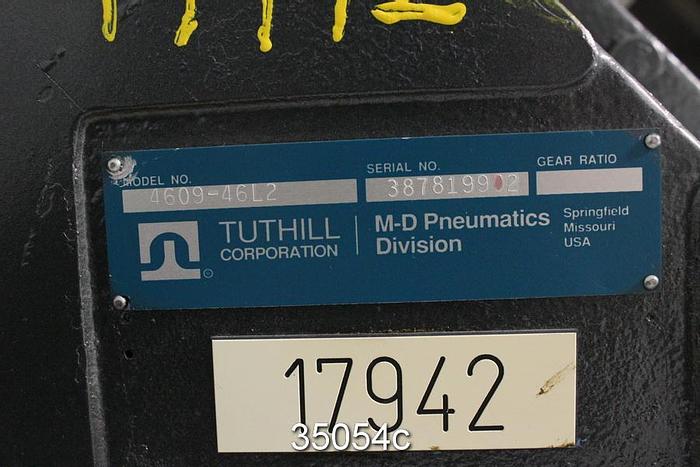 MODEL NO.
4609-46L2
SERIAL NO.
GEAR RATIO
TUTHILL
CORPORATION
M-D Pneumatics
Division
Springfield
Missouri
USA
17942
35054c